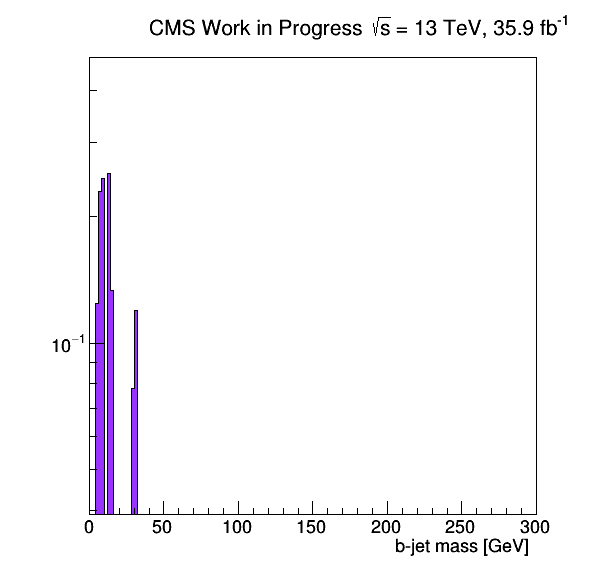 CMS Work in Progress √s = 13 TeV, 35.9 fb⁻¹
10⁻¹
0 50 100 150 200 250 300
b-jet mass [GeV]